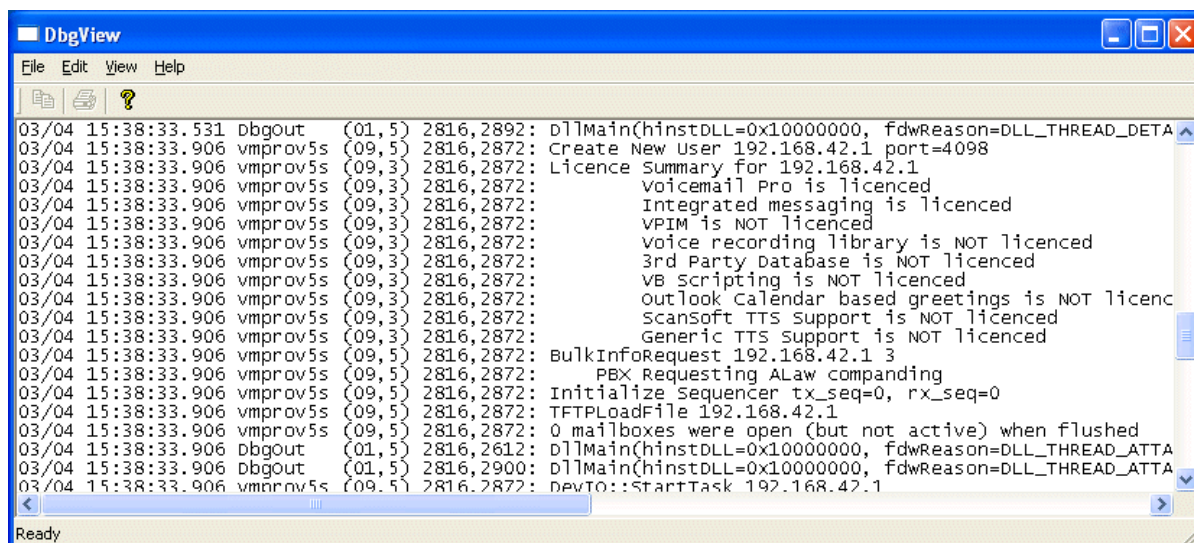 DbgView
File Edit View Help
03/04 15:38:33.531 DbgOut (01,5) 2816,2892: DllMain(hinstDLL=0x10000000, fdwReason=DLL_THREAD_DETA
03/04 15:38:33.906 vmprov5s (09,5) 2816,2872: Create New User 192.168.42.1 port=4098
03/04 15:38:33.906 vmprov5s (09,3) 2816,2872: Licence Summary for 192.168.42.1
03/04 15:38:33.906 vmprov5s (09,3) 2816,2872: Voicemail Pro is licenced
03/04 15:38:33.906 vmprov5s (09,3) 2816,2872: Integrated messaging is licenced
03/04 15:38:33.906 vmprov5s (09,3) 2816,2872: VPIM is NOT licenced
03/04 15:38:33.906 vmprov5s (09,3) 2816,2872: Voice recording library is NOT licenced
03/04 15:38:33.906 vmprov5s (09,3) 2816,2872: 3rd Party Database is NOT licenced
03/04 15:38:33.906 vmprov5s (09,3) 2816,2872: VB Scripting is NOT licenced
03/04 15:38:33.906 vmprov5s (09,3) 2816,2872: Outlook Calendar based greetings is NOT licenc
03/04 15:38:33.906 vmprov5s (09,3) 2816,2872: ScanSoft TTS Support is NOT licenced
03/04 15:38:33.906 vmprov5s (09,3) 2816,2872: Generic TTS Support is NOT licenced
03/04 15:38:33.906 vmprov5s (09,5) 2816,2872: BulkInfoRequest 192.168.42.1 3
03/04 15:38:33.906 vmprov5s (09,5) 2816,2872: PBX Requesting ALaw companding
03/04 15:38:33.906 vmprov5s (09,5) 2816,2872: Initialize Sequencer tx_seq=0, rx_seq=0
03/04 15:38:33.906 vmprov5s (09,5) 2816,2872: TFTPLoadFile 192.168.42.1
03/04 15:38:33.906 vmprov5s (09,5) 2816,2872: 0 mailboxes were open (but not active) when flushed
03/04 15:38:33.906 DbgOut (01,5) 2816,2612: DllMain(hinstDLL=0x10000000, fdwReason=DLL_THREAD_ATTA
03/04 15:38:33.906 DbgOut (01,5) 2816,2900: DllMain(hinstDLL=0x10000000, fdwReason=DLL_THREAD_ATTA
03/04 15:38:33.906 vmprov5s (09,5) 2816,2872: DevIO::StartTask 192.168.42.1
Ready